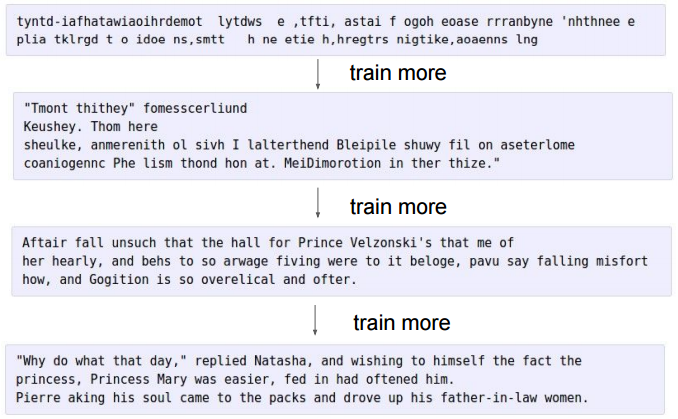 tyntd-iafhatawiaoihrdemot  lytdws  e ,tfti, astai f ogoh eoase rrranbyne 'nhthnee e
plia tklrgd t o idoe ns,smtt   h ne etie h,hregtrs nigtike,aoaenns lng
train more
"Tmont thithey" fomesscerliund
Keushey. Thom here
sheulke, anmerenith ol sivh I lalterthend Bleipile shuwy fil on aseterlome
coaniogennc Phe lism thond hon at. MeiDimorotion in ther thize."
train more
Aftair fall unsuch that the hall for Prince Velzonski's that me of
her hearly, and behs to so arwage fiving were to it beloge, pavu say falling misfort
how, and Gogition is so overelical and ofter.
train more
"Why do what that day," replied Natasha, and wishing to himself the fact the
princess, Princess Mary was easier, fed in had oftened him.
Pierre aking his soul came to the packs and drove up his father-in-law women.